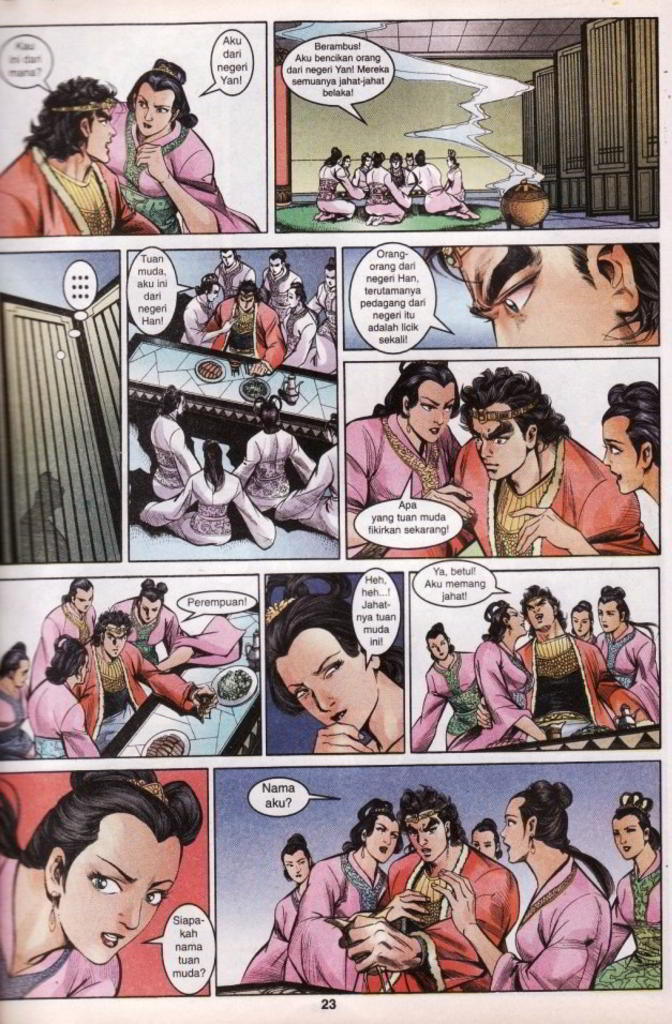 Kau
ini dari
mana?
Aku
dari
negeri
Yan!
Berambus!
Aku bencikan orang
dari negeri Yan! Mereka
semuanya jahat-jahat
belaka!
Tuan
muda,
aku ini
dari
negeri
Han!
Orang-
orang dari
negeri Han,
terutamanya
pedagang dari
negeri itu
adalah licik
sekali!
Apa
yang tuan muda
fikirkan sekarang?
Perempuan!
Heh,
heh...!
Jahat-
nya tuan
muda
ini!
Ya, betul!
Aku memang
jahat!
Siapa-
kah
nama
tuan
muda?
Nama
aku?
23